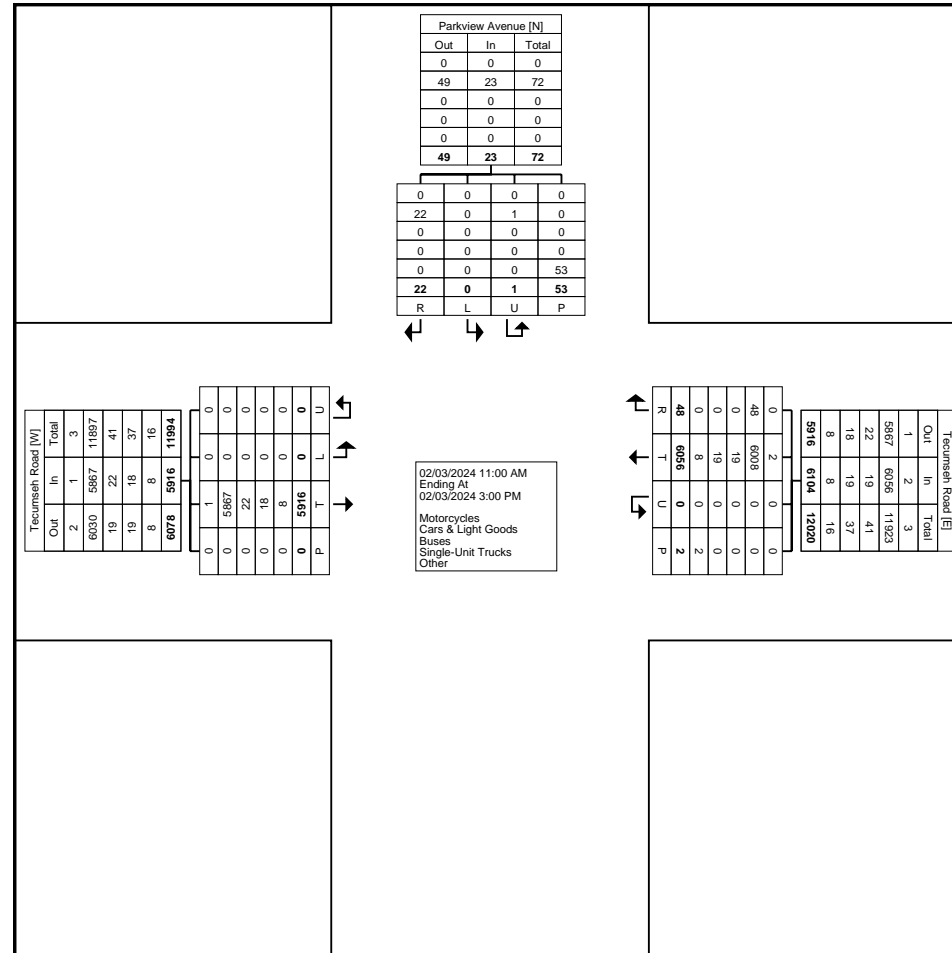 Parkview Avenue [N]
Out In Total
0 0 0
49 23 72
0 0 0
0 0 0
0 0 0
49 23 72
0 0 0 0
22 0 1 0
0 0 0 0
0 0 0 0
0 0 0 53
22 0 1 53
R L U P
Tecumseh Road [W]
Total In Out
3 1 2
11897 5867 6030
41 22 19
37 18 19
16 8 8
11994 5916 6078
0 0 1 0
0 0 5867 0
0 0 22 0
0 0 18 0
0 0 8 0
0 0 5916 0
U L T P
02/03/2024 11:00 AM
Ending At
02/03/2024 3:00 PM
Motorcycles
Cars & Light Goods
Buses
Single-Unit Trucks
Other
Tecumseh Road [E]
Out In Total
1 2 3
5867 6056 11923
22 19 41
18 19 37
8 8 16
5916 6104 12020
0 2 0 0
48 6008 0 0
0 19 0 0
0 19 0 0
0 8 0 2
48 6056 0 2
R T U P